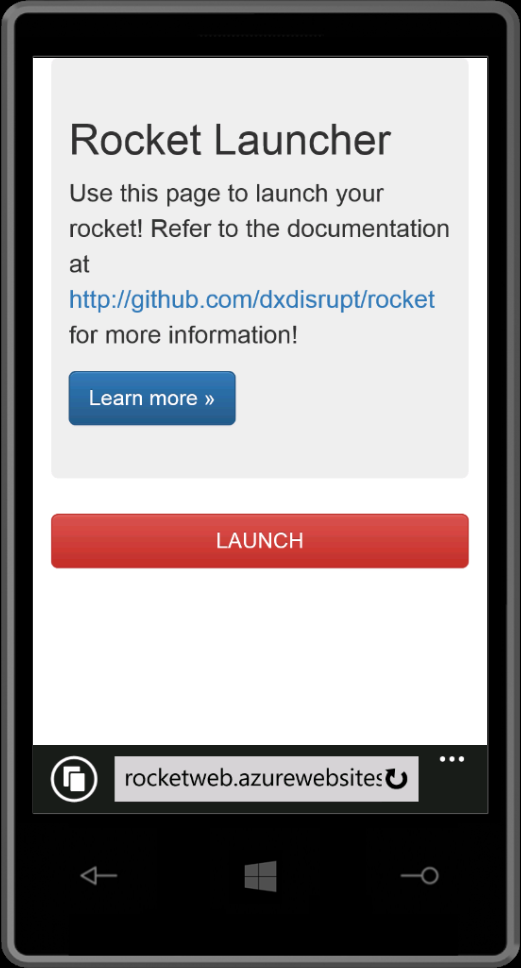 Rocket Launcher
Use this page to launch your
rocket! Refer to the documentation
at
http://github.com/dxdisrupt/rocket
for more information!
Learn more »
LAUNCH
rocketweb.azurewebsites